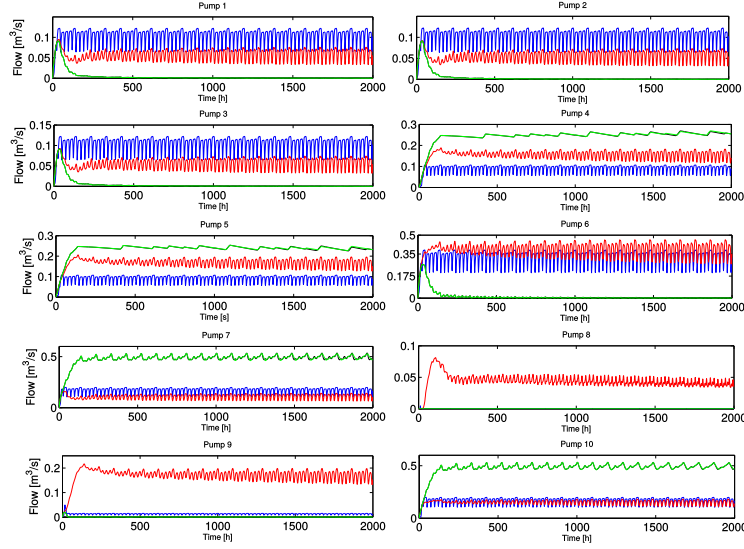 Pump 1
Flow [m³/s]
0.1
0.05
0
0 500 1000 1500 2000
Time [h]
Pump 2
0.1
0.05
0
0 500 1000 1500 2000
Time [h]
Pump 3
Flow [m³/s]
0.15
0.1
0.05
0
0 500 1000 1500 2000
Time [h]
Pump 4
0.3
0.2
0.1
0
0 500 1000 1500 2000
Time [h]
Pump 5
Flow [m³/s]
0.3
0.2
0.1
0
0 500 1000 1500 2000
Time [s]
Pump 6
0.5
0.35
0.175
0
0 500 1000 1500 2000
Time [h]
Pump 7
Flow [m³/s]
0.5
0
0 500 1000 1500 2000
Time [h]
Pump 8
0.1
0.05
0
0 500 1000 1500 2000
Time [h]
Pump 9
Flow [m³/s]
0.2
0.1
0
0 500 1000 1500 2000
Time [h]
Pump 10
0.5
0
0 500 1000 1500 2000
Time [h]